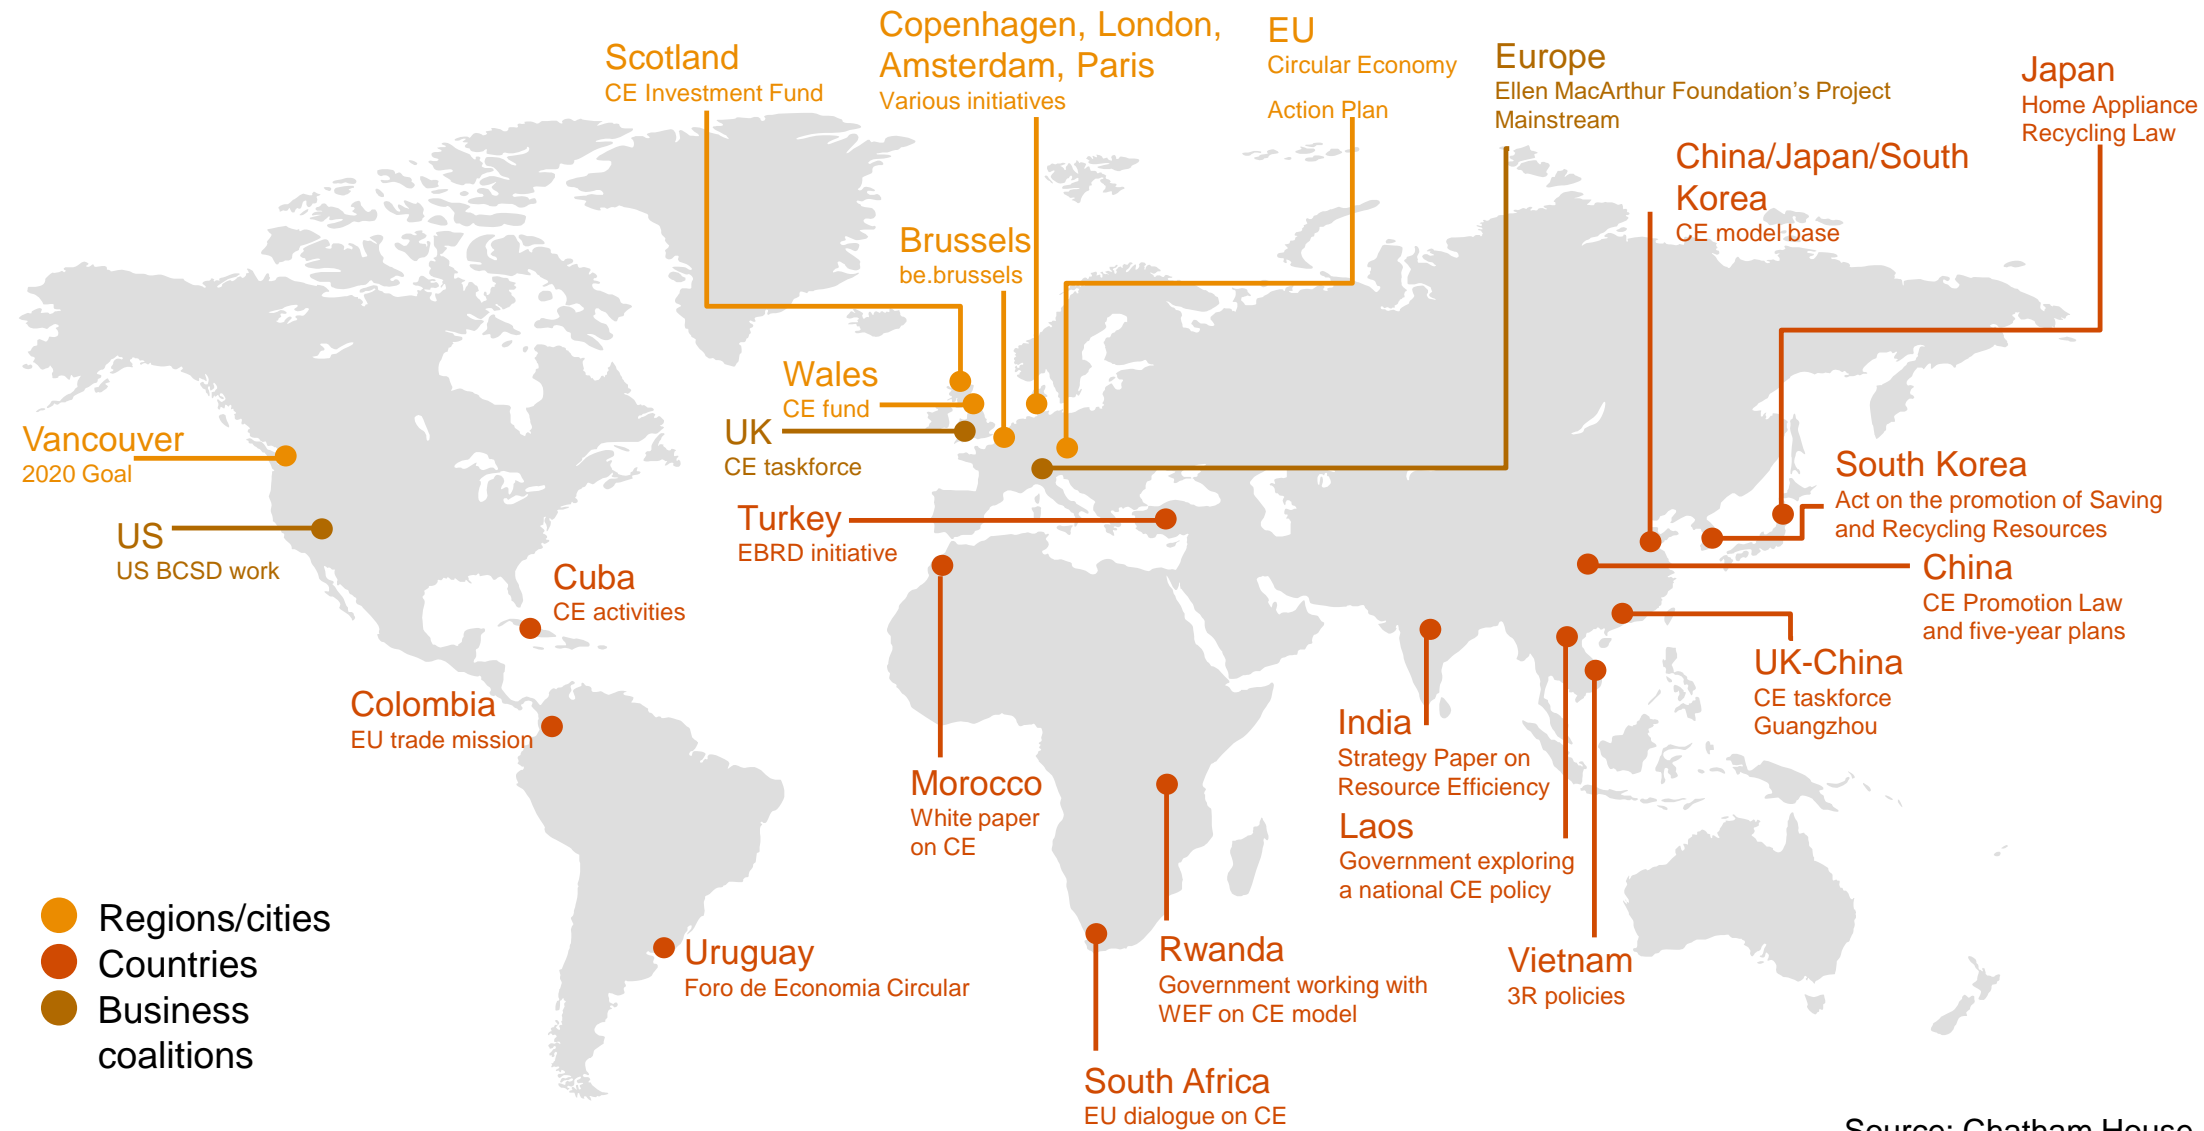 Scotland
CE Investment Fund
Copenhagen, London,
Amsterdam, Paris
Various initiatives
EU
Circular Economy
Action Plan
Europe
Ellen MacArthur Foundation’s Project
Mainstream
Japan
Home Appliance
Recycling Law
China/Japan/South
Korea
CE model base
Brussels
be.brussels
Wales
CE fund
UK
CE taskforce
Vancouver
2020 Goal
US
US BCSD work
Turkey
EBRD initiative
South Korea
Act on the promotion of Saving
and Recycling Resources
China
CE Promotion Law
and five-year plans
Cuba
CE activities
UK-China
CE taskforce
Guangzhou
Colombia
EU trade mission
India
Strategy Paper on
Resource Efficiency
Morocco
White paper
on CE
Laos
Government exploring
a national CE policy
Regions/cities
Countries
Business
coalitions
Uruguay
Foro de Economia Circular
Rwanda
Government working with
WEF on CE model
Vietnam
3R policies
South Africa
EU dialogue on CE
Source: Chatham House